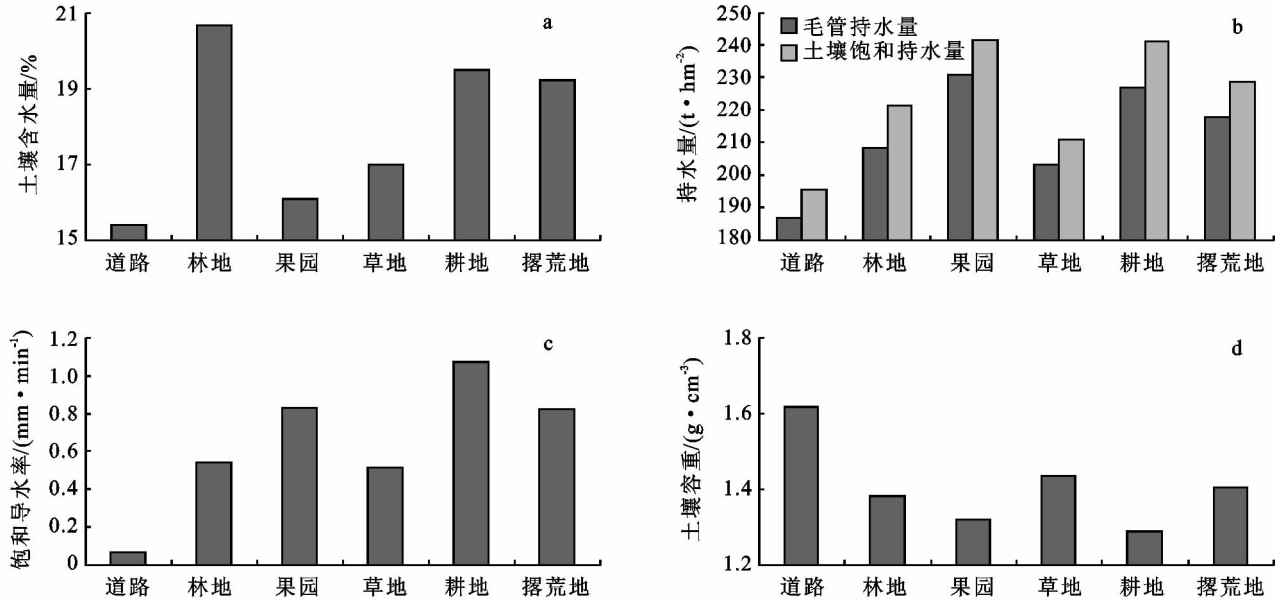 a
土壤含水量/%
21
19
17
15
道路 林地 果园 草地 耕地 撂荒地
b
毛管持水量
土壤饱和持水量
持水量/(t·hm⁻²)
250
240
230
220
210
200
190
180
道路 林地 果园 草地 耕地 撂荒地
c
饱和导水率/(mm·min⁻¹)
1.2
1.0
0.8
0.6
0.4
0.2
0
道路 林地 果园 草地 耕地 撂荒地
d
土壤容重/(g·cm⁻³)
1.8
1.6
1.4
1.2
道路 林地 果园 草地 耕地 撂荒地